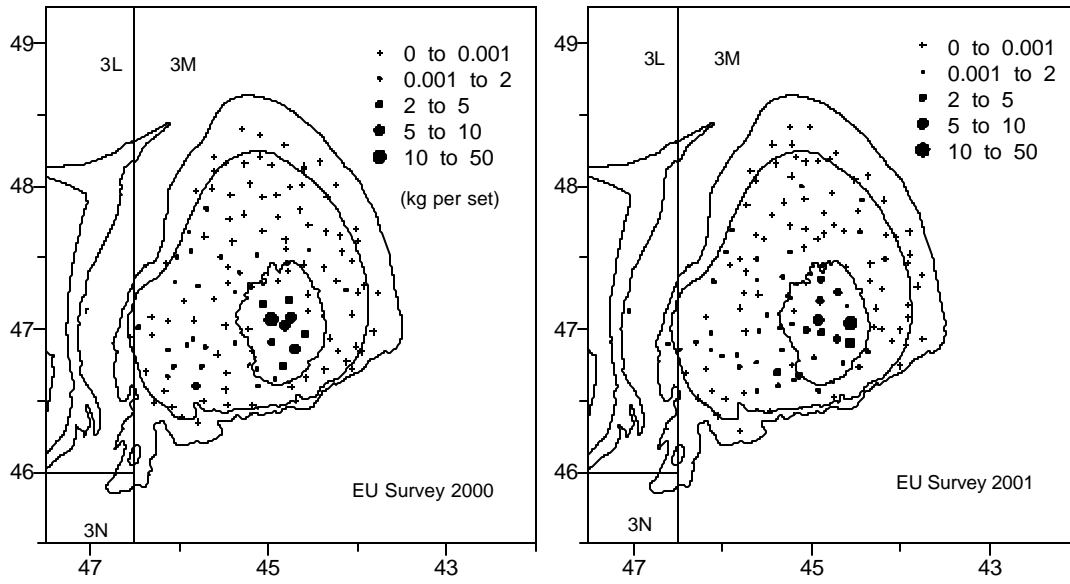 49
48
47
46
3L
3M
0 to 0.001
0.001 to 2
2 to 5
5 to 10
10 to 50
(kg per set)
EU Survey 2000
3N
47
45
43
3L
3M
0 to 0.001
0.001 to 2
2 to 5
5 to 10
10 to 50
EU Survey 2001
3N
49
48
47
46
47
45
43